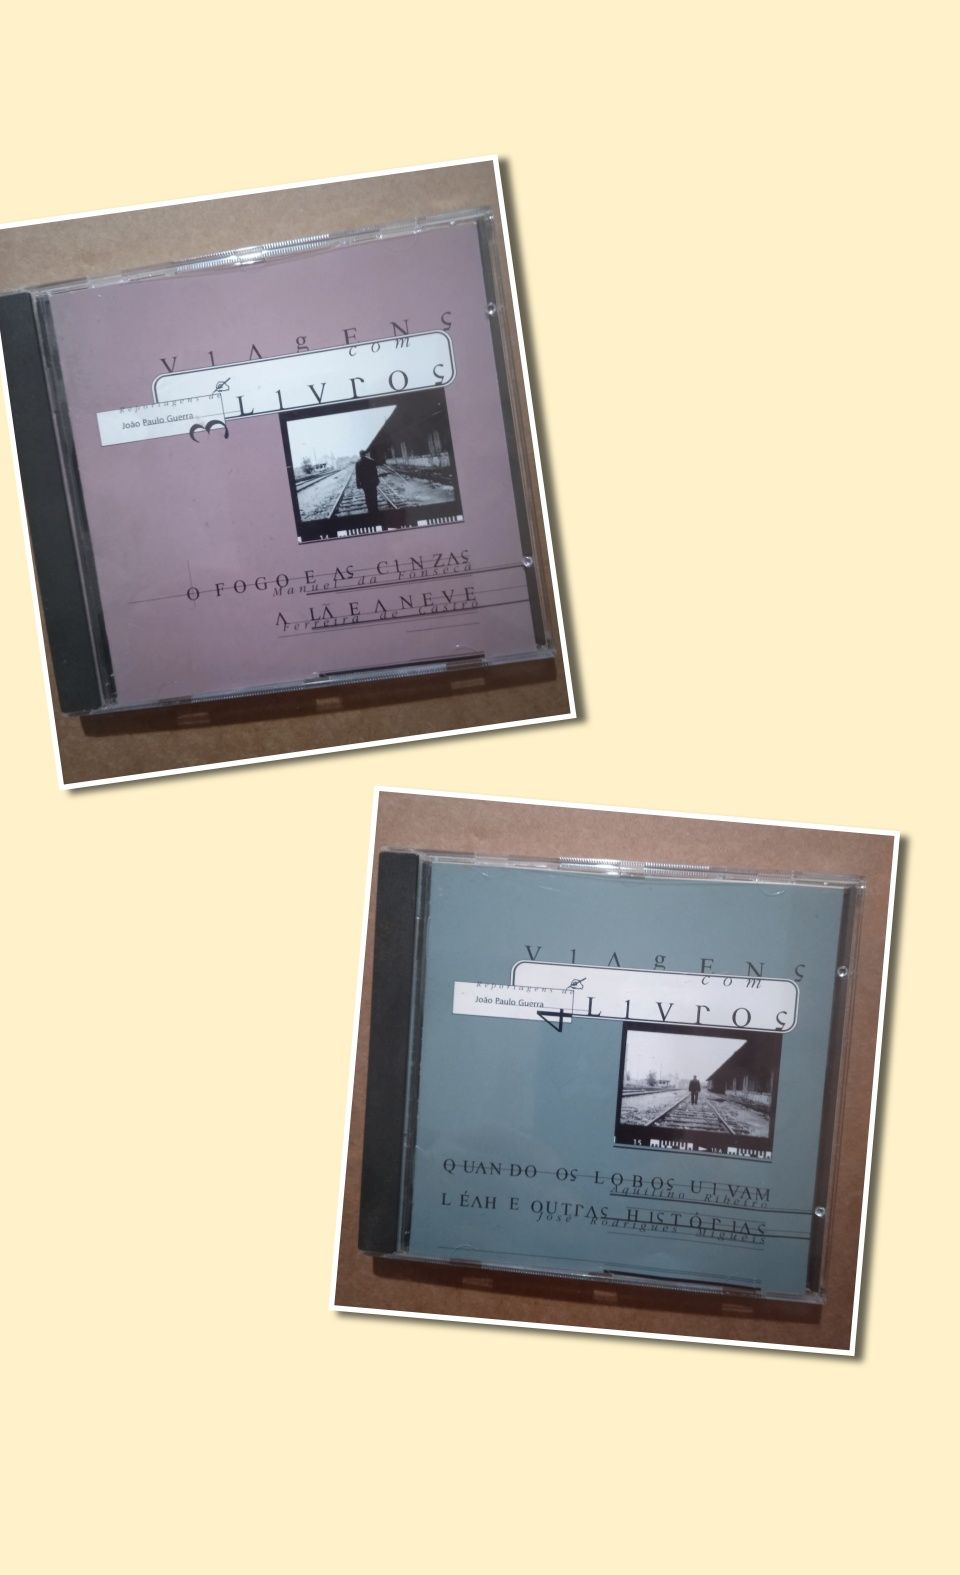 VIAGENS
com
LIVROS
Reportagens de
João Paulo Guerra
3
O FOGO E AS CINZAS
Manuel da Fonseca
A LÃ E A NEVE
Ferreira de Castro
VIAGENS
com
LIVROS
Reportagens de
João Paulo Guerra
4
15
QUANDO OS LOBOS UIVAM
Aquilino Ribeiro
LÉAH E OUTRAS HISTÓRIAS
José Rodrigues Miguéis